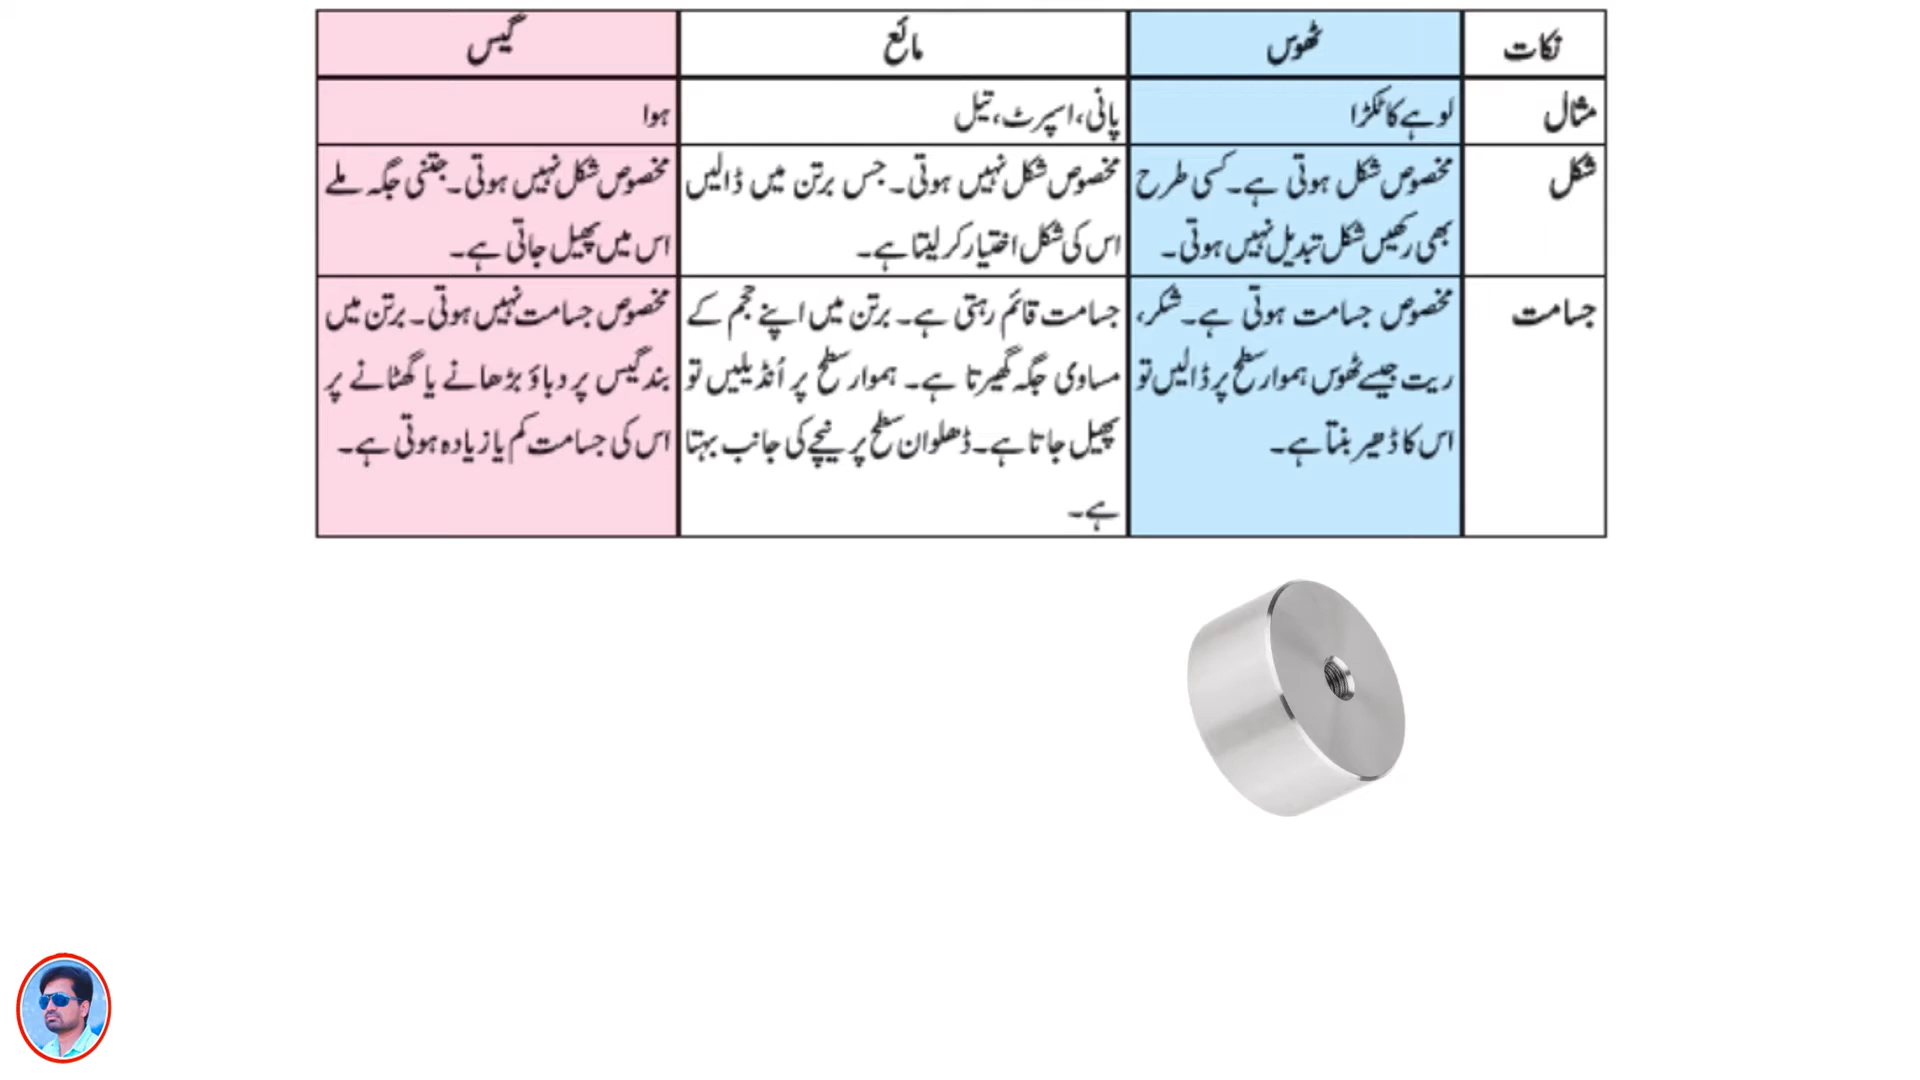 نکات
ٹھوس
مائع
گیس
مثال
لوہے کا ٹکڑا
پانی، اسپرٹ، تیل
ہوا
شکل
مخصوص شکل ہوتی ہے۔ کسی طرح
بھی رکھیں شکل تبدیل نہیں ہوتی۔
مخصوص شکل نہیں ہوتی۔ جس برتن میں ڈالیں
اس کی شکل اختیار کر لیتا ہے۔
مخصوص شکل نہیں ہوتی۔ جتنی جگہ ملے
اس میں پھیل جاتی ہے۔
جسامت
مخصوص جسامت ہوتی ہے۔ شکر،
ریت جیسے ٹھوس ہموار سطح پر ڈالیں تو
اس کا ڈھیر بنتا ہے۔
جسامت قائم رہتی ہے۔ برتن میں اپنے حجم کے
مساوی جگہ گھیرتا ہے۔ ہموار سطح پر اُنڈیلیں تو
پھیل جاتا ہے۔ ڈھلوان سطح پر نیچے کی جانب بہتا
ہے۔
مخصوص جسامت نہیں ہوتی۔ برتن میں
بند گیس پر دباؤ بڑھانے یا گھٹانے پر
اس کی جسامت کم یا زیادہ ہوتی ہے۔